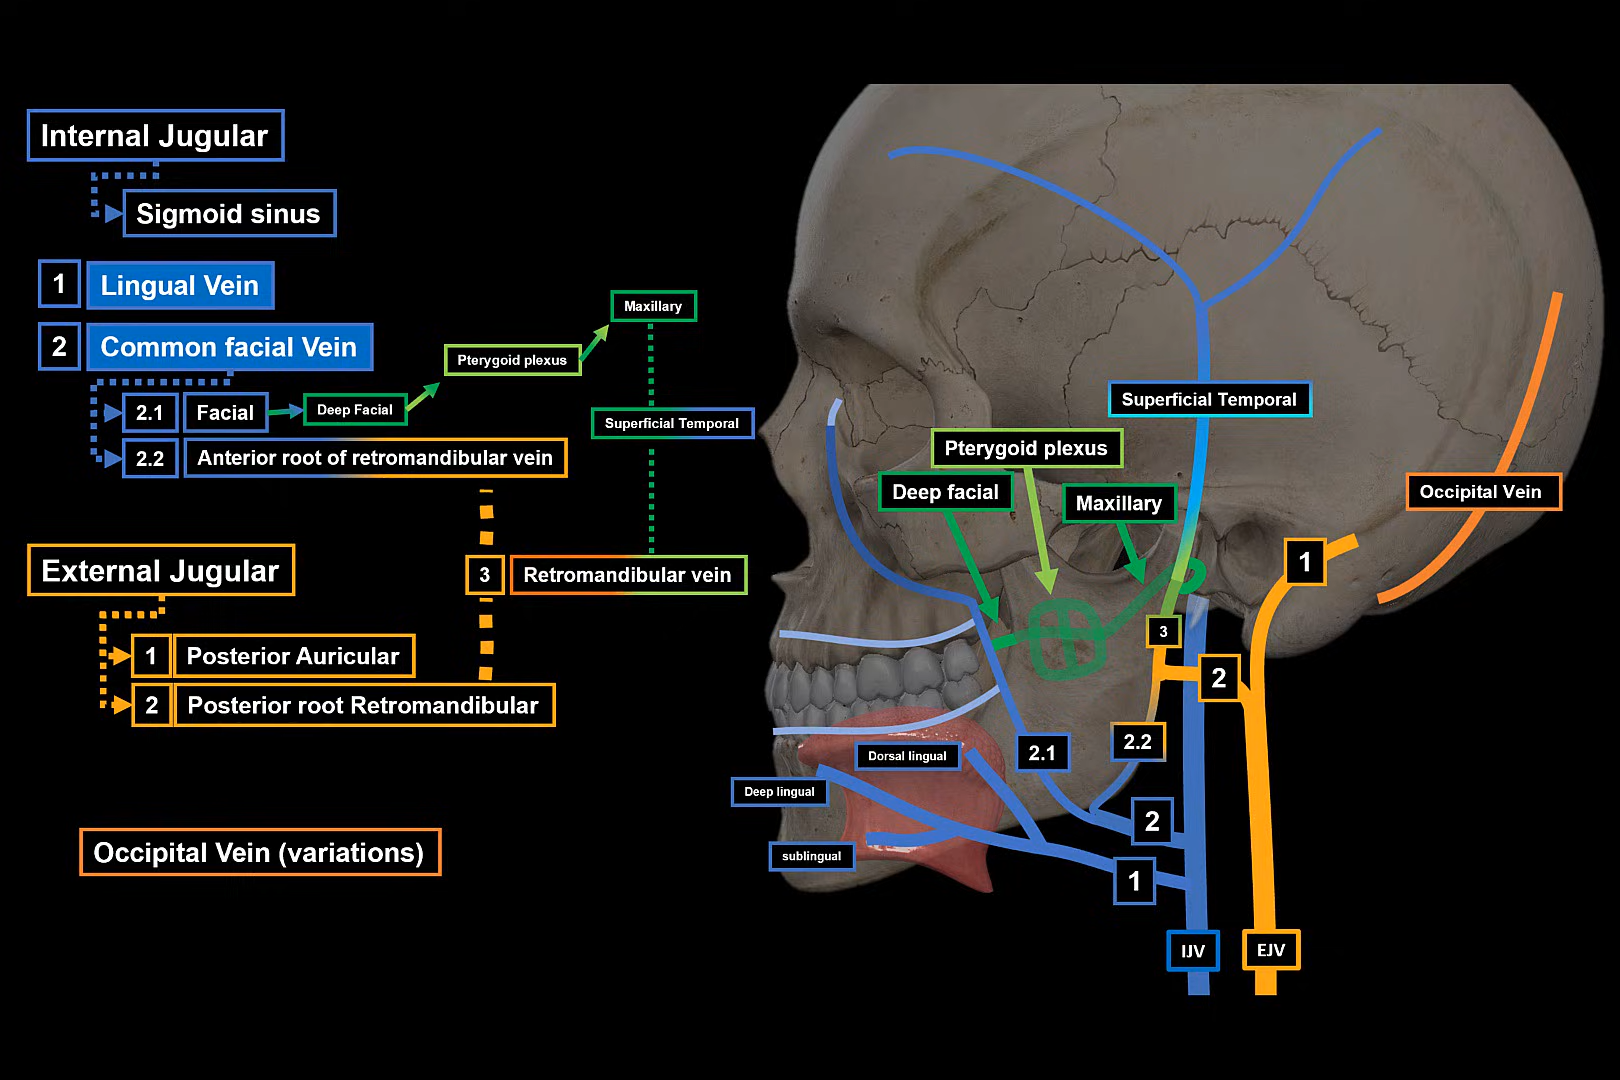 Internal Jugular
Sigmoid sinus
1 Lingual Vein
2 Common facial Vein
2.1 Facial
Deep Facial
Pterygoid plexus
Maxillary
Superficial Temporal
2.2 Anterior root of retromandibular vein
External Jugular
3 Retromandibular vein
1 Posterior Auricular
2 Posterior root Retromandibular
Occipital Vein (variations)
Superficial Temporal
Pterygoid plexus
Deep facial
Maxillary
Occipital Vein
1
3
2
2.2
2.1
Dorsal lingual
Deep lingual
2
sublingual
1
IJV
EJV